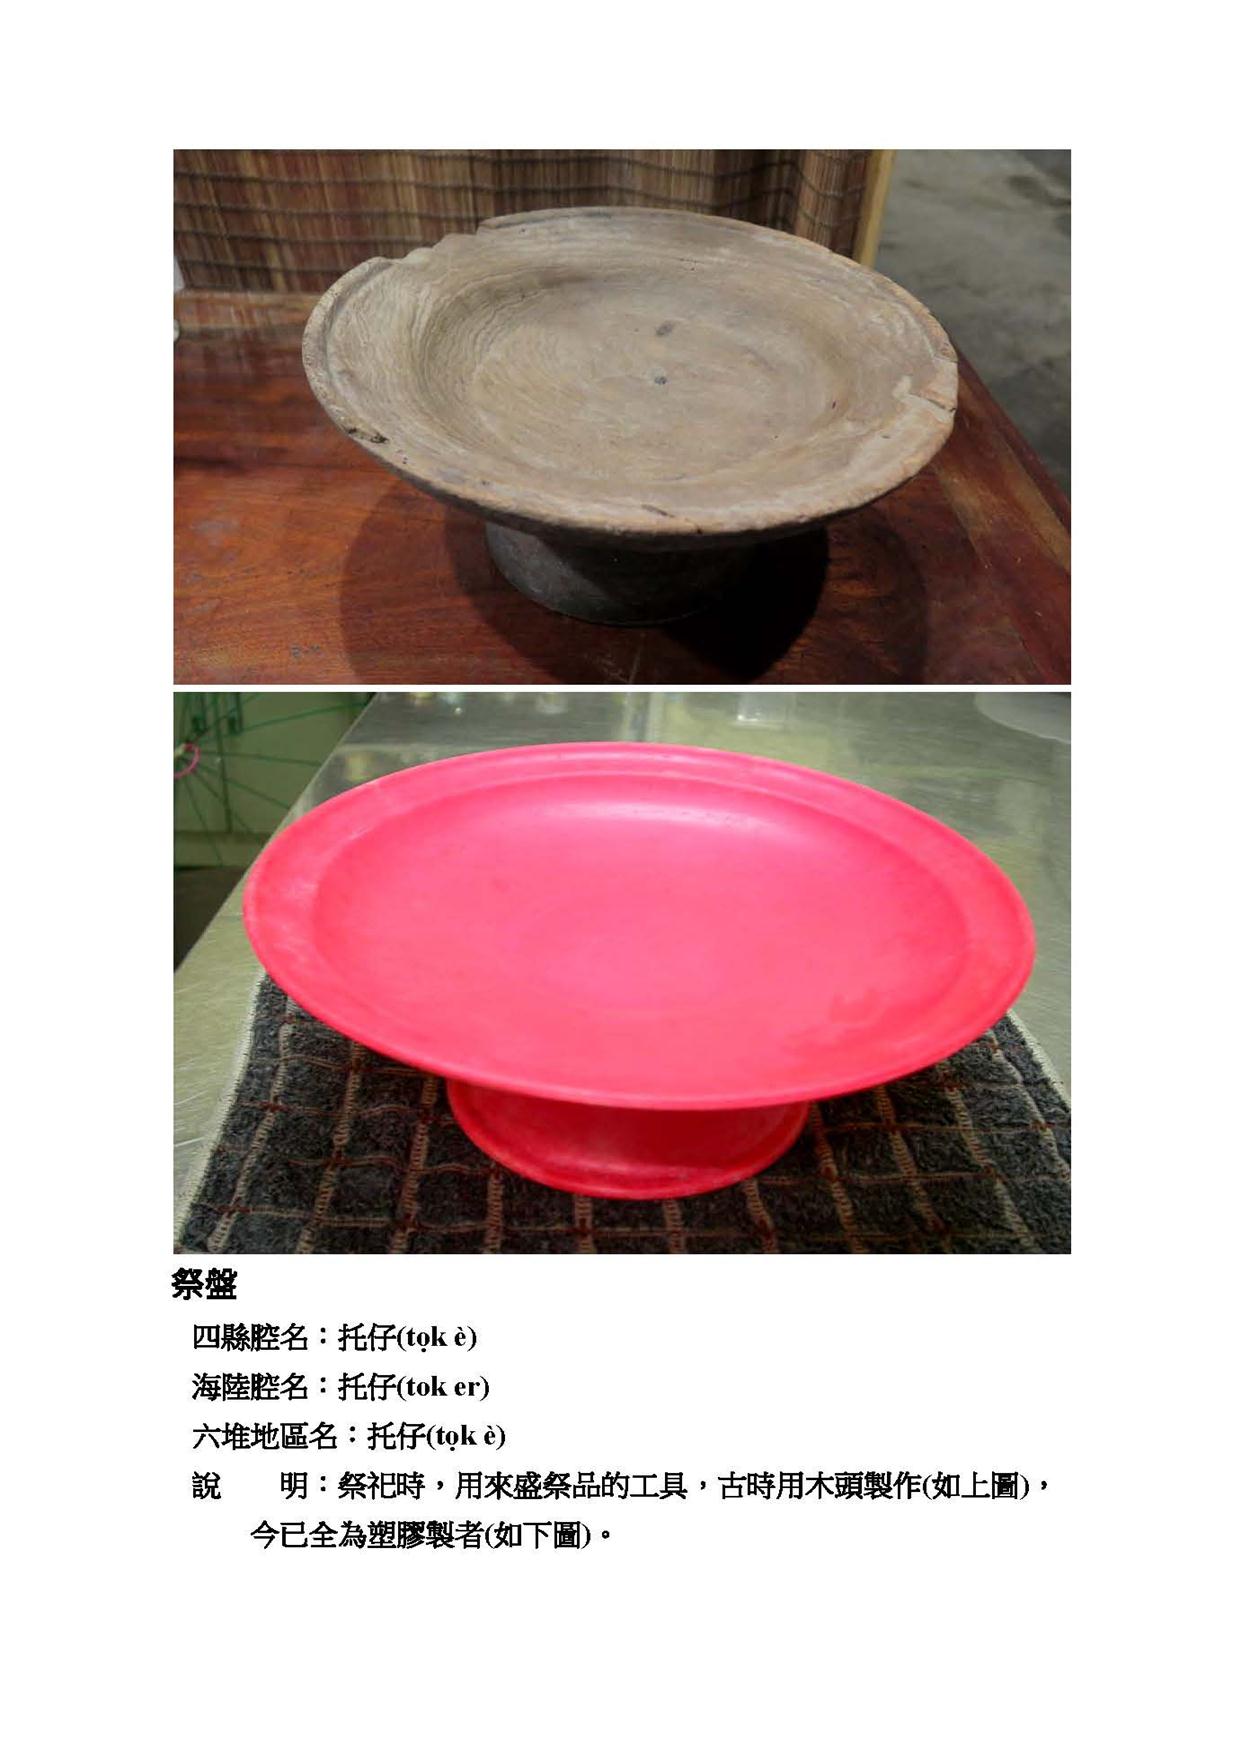 祭盤
四縣腔名：托仔(tọk è)
海陸腔名：托仔(tok er)
六堆地區名：托仔(tọk è)
說　　明：祭祀時，用來盛祭品的工具，古時用木頭製作(如上圖)，
今已全為塑膠製者(如下圖)。